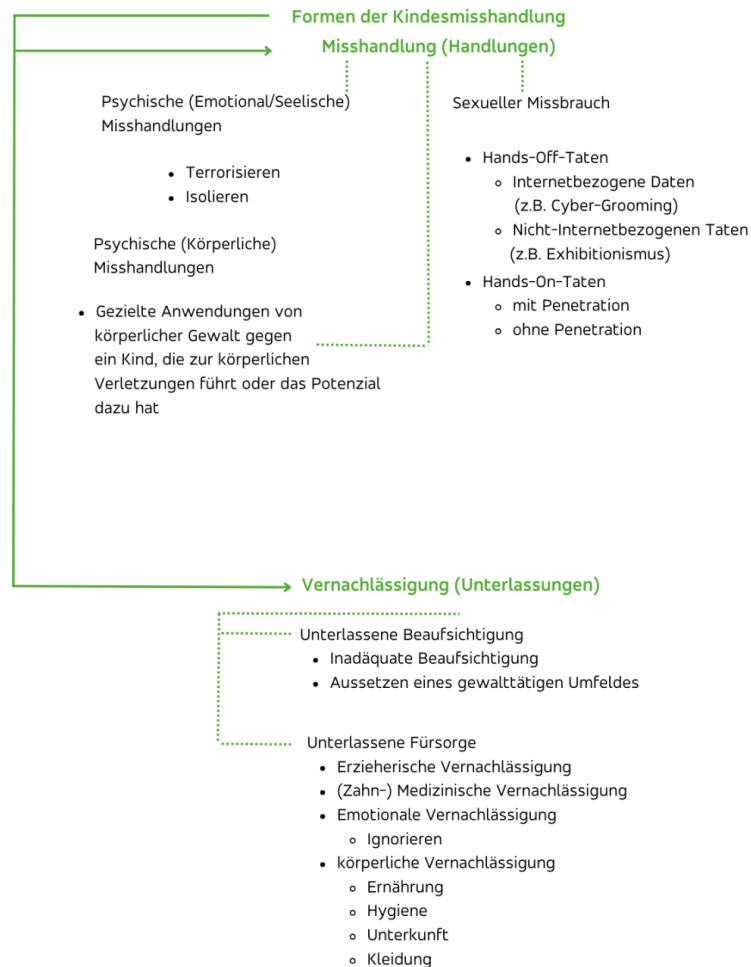 Formen der Kindesmisshandlung
Misshandlung (Handlungen)
Psychische (Emotional/Seelische)
Misshandlungen
• Terrorisieren
• Isolieren
Psychische (Körperliche)
Misshandlungen
• Gezielte Anwendungen von
körperlicher Gewalt gegen
ein Kind, die zur körperlichen
Verletzungen führt oder das Potenzial
dazu hat
Sexueller Missbrauch
• Hands-Off-Taten
◦ Internetbezogene Daten
(z.B. Cyber-Grooming)
◦ Nicht-Internetbezogenen Taten
(z.B. Exhibitionismus)
• Hands-On-Taten
◦ mit Penetration
◦ ohne Penetration
Vernachlässigung (Unterlassungen)
Unterlassene Beaufsichtigung
• Inadäquate Beaufsichtigung
• Aussetzen eines gewalttätigen Umfeldes
Unterlassene Fürsorge
• Erzieherische Vernachlässigung
• (Zahn-) Medizinische Vernachlässigung
• Emotionale Vernachlässigung
◦ Ignorieren
• körperliche Vernachlässigung
◦ Ernährung
◦ Hygiene
◦ Unterkunft
◦ Kleidung